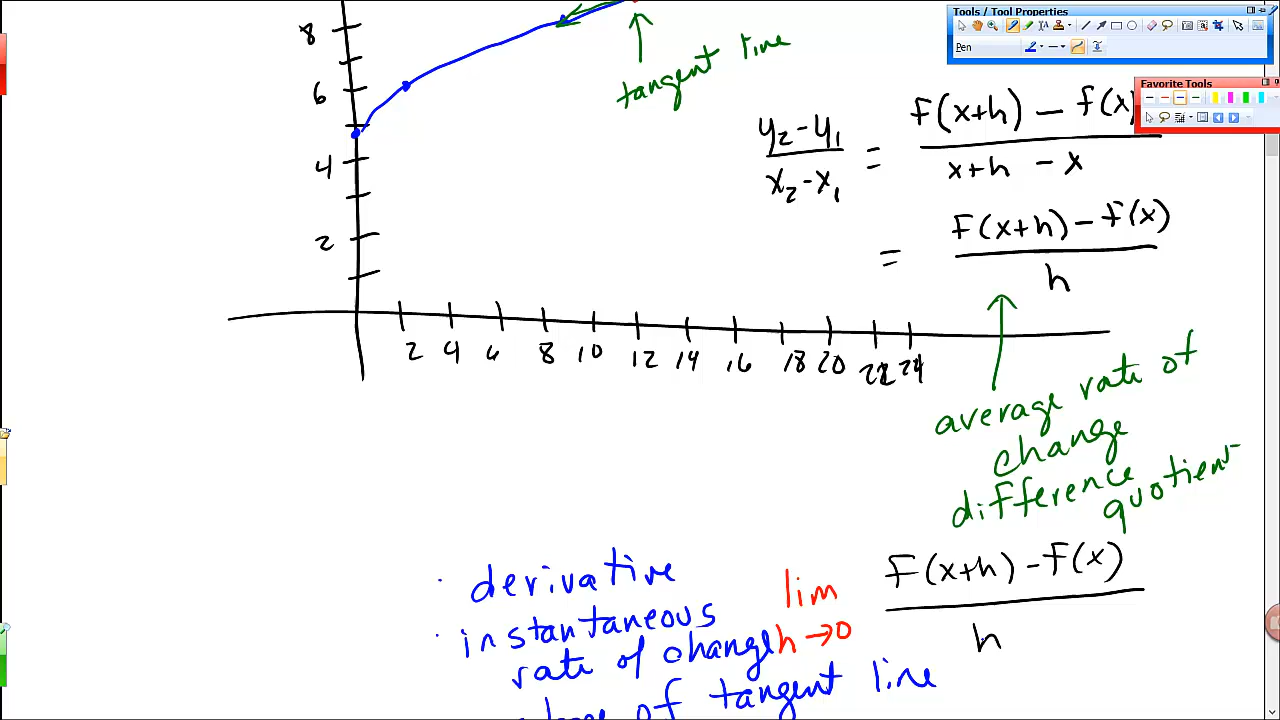 Tools / Tool Properties
Pen
Favorite Tools
8
6
4
2
tangent line
y₂ - y₁ / x₂ - x₁ = F(x+h) - f(x) / x+h - x
= F(x+h) - f(x) / h
2 4 6 8 10 12 14 16 18 20 22 24
average rate of
change
difference
quotient
derivative
instantaneous
rate of change
lim h→0 F(x+h) - F(x) / h
of tangent line